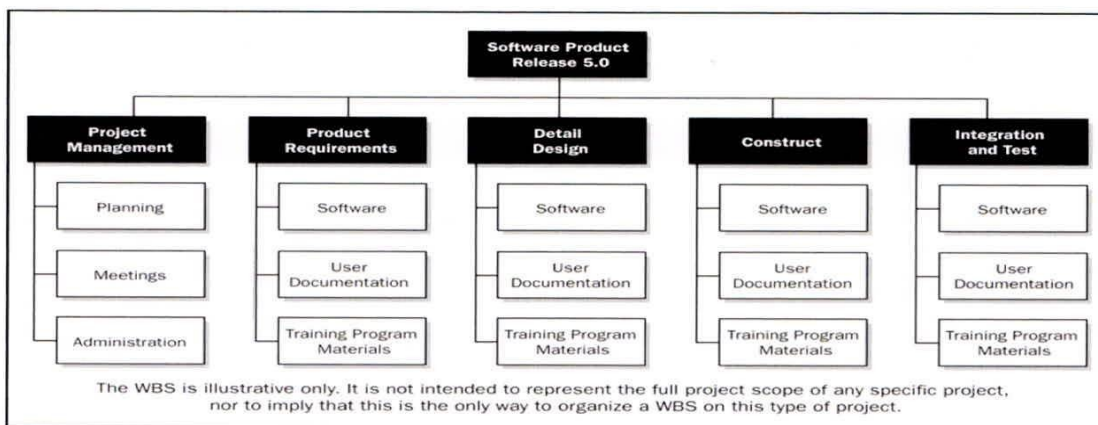 Software Product
Release 5.0
Project
Management
Product
Requirements
Detail
Design
Construct
Integration
and Test
Planning
Software
Software
Software
Software
Meetings
User
Documentation
User
Documentation
User
Documentation
User
Documentation
Administration
Training Program
Materials
Training Program
Materials
Training Program
Materials
Training Program
Materials
The WBS is illustrative only. It is not intended to represent the full project scope of any specific project,
nor to imply that this is the only way to organize a WBS on this type of project.